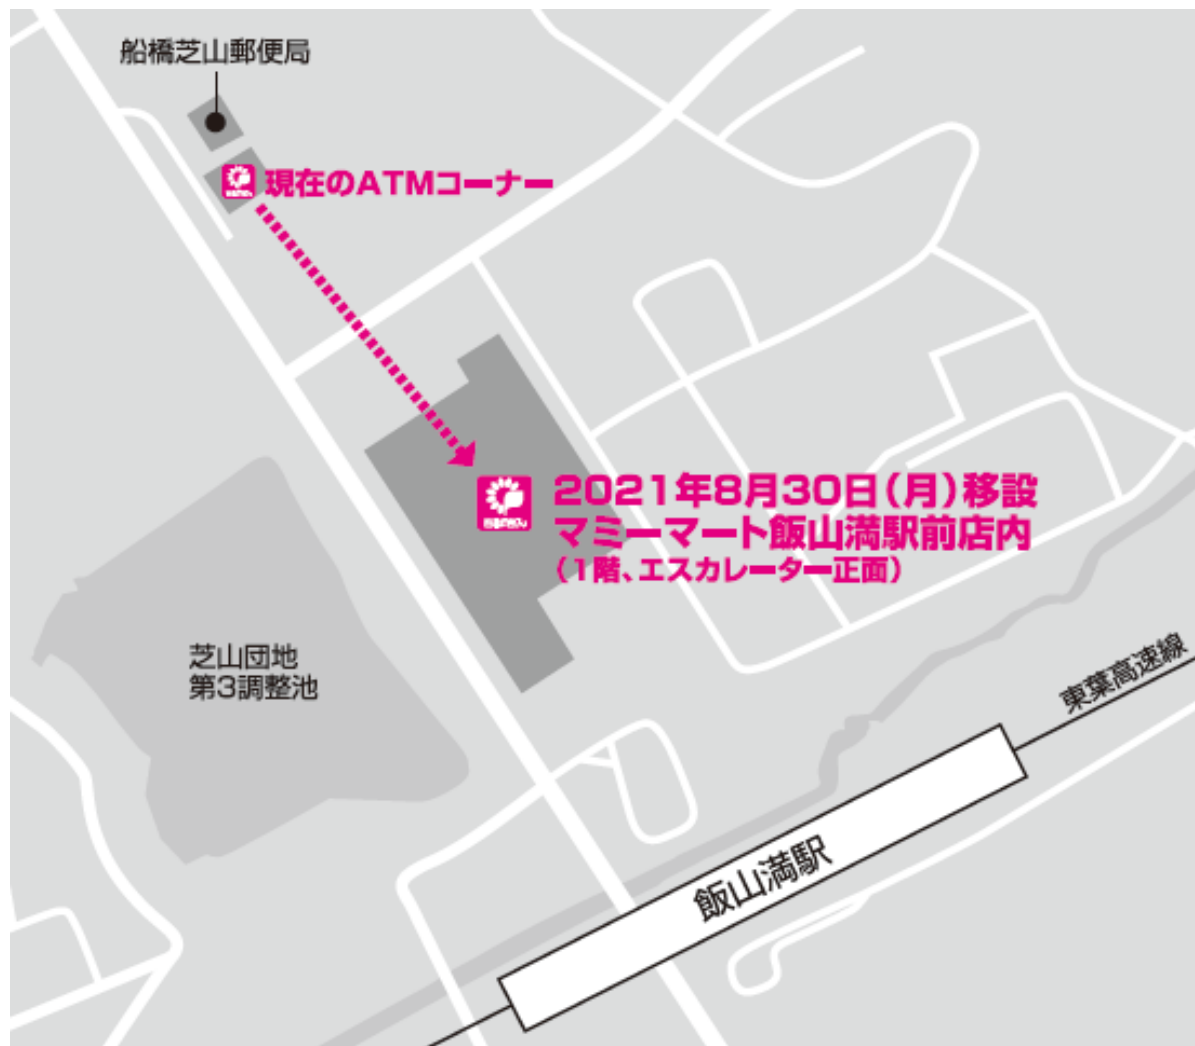 船橋芝山郵便局
現在のATMコーナー
2021年8月30日(月)移設
マミーマート飯山満駅前店内
(1階、エスカレーター正面)
芝山団地
第3調整池
東葉高速線
飯山満駅